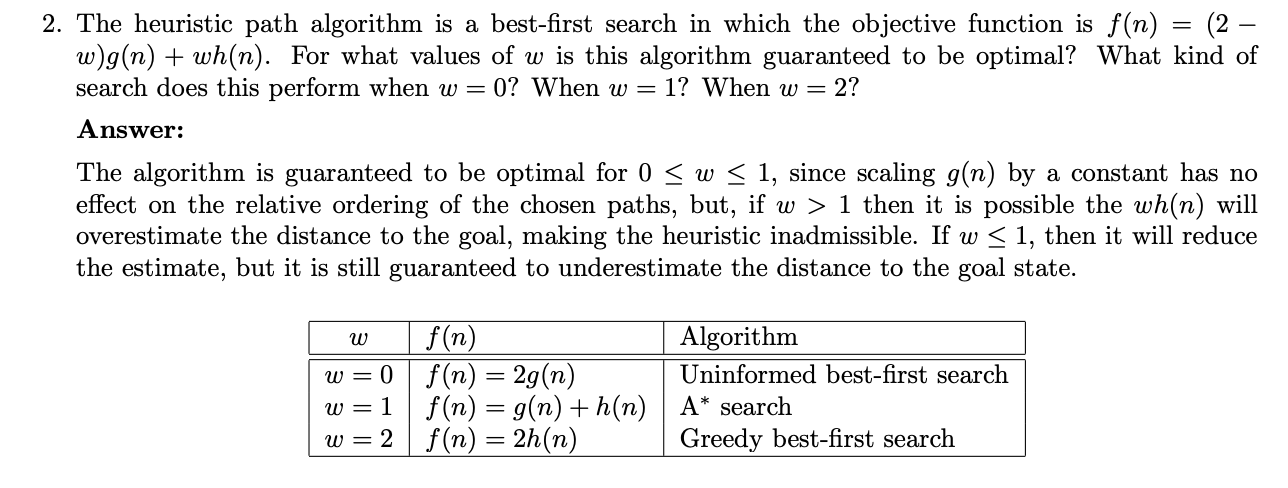 2. The heuristic path algorithm is a best-first search in which the objective function is f(n) = (2 −
w)g(n) + wh(n). For what values of w is this algorithm guaranteed to be optimal? What kind of
search does this perform when w = 0? When w = 1? When w = 2?
Answer:
The algorithm is guaranteed to be optimal for 0 ≤ w ≤ 1, since scaling g(n) by a constant has no
effect on the relative ordering of the chosen paths, but, if w > 1 then it is possible the wh(n) will
overestimate the distance to the goal, making the heuristic inadmissible. If w ≤ 1, then it will reduce
the estimate, but it is still guaranteed to underestimate the distance to the goal state.
w f(n) Algorithm
w = 0 f(n) = 2g(n) Uninformed best-first search
w = 1 f(n) = g(n) + h(n) A* search
w = 2 f(n) = 2h(n) Greedy best-first search